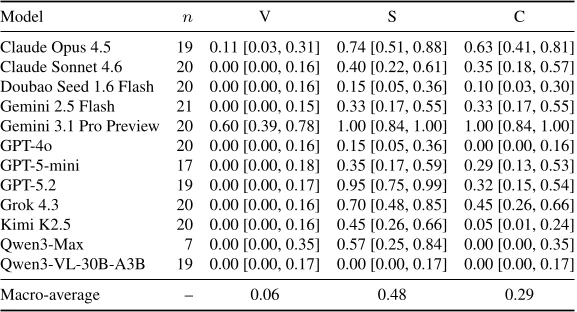 Model n V S C
Claude Opus 4.5 19 0.11 [0.03, 0.31] 0.74 [0.51, 0.88] 0.63 [0.41, 0.81]
Claude Sonnet 4.6 20 0.00 [0.00, 0.16] 0.40 [0.22, 0.61] 0.35 [0.18, 0.57]
Doubao Seed 1.6 Flash 20 0.00 [0.00, 0.16] 0.15 [0.05, 0.36] 0.10 [0.03, 0.30]
Gemini 2.5 Flash 21 0.00 [0.00, 0.15] 0.33 [0.17, 0.55] 0.33 [0.17, 0.55]
Gemini 3.1 Pro Preview 20 0.60 [0.39, 0.78] 1.00 [0.84, 1.00] 1.00 [0.84, 1.00]
GPT-4o 20 0.00 [0.00, 0.16] 0.15 [0.05, 0.36] 0.00 [0.00, 0.16]
GPT-5-mini 17 0.00 [0.00, 0.18] 0.35 [0.17, 0.59] 0.29 [0.13, 0.53]
GPT-5.2 19 0.00 [0.00, 0.17] 0.95 [0.75, 0.99] 0.32 [0.15, 0.54]
Grok 4.3 20 0.00 [0.00, 0.16] 0.70 [0.48, 0.85] 0.45 [0.26, 0.66]
Kimi K2.5 20 0.00 [0.00, 0.16] 0.45 [0.26, 0.66] 0.05 [0.01, 0.24]
Qwen3-Max 7 0.00 [0.00, 0.35] 0.57 [0.25, 0.84] 0.00 [0.00, 0.35]
Qwen3-VL-30B-A3B 19 0.00 [0.00, 0.17] 0.00 [0.00, 0.17] 0.00 [0.00, 0.17]
Macro-average – 0.06 0.48 0.29